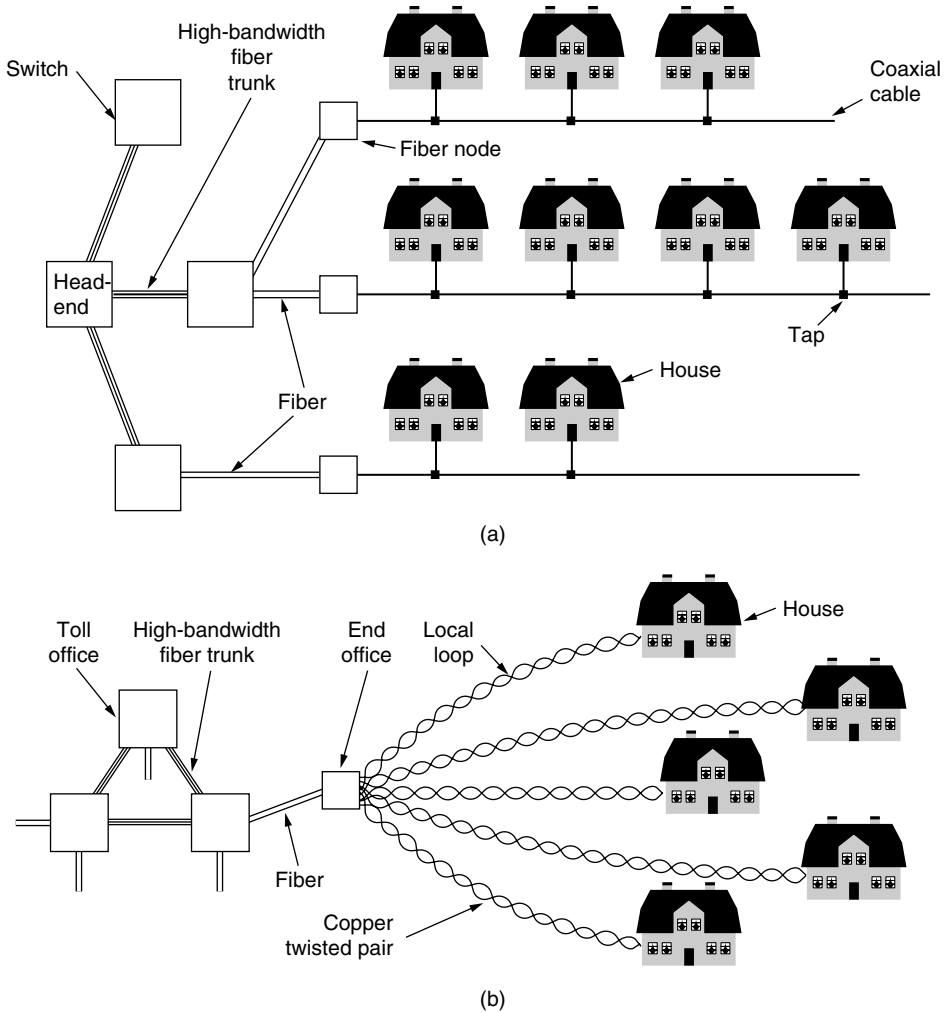 High-bandwidth
fiber
trunk
Switch
Coaxial
cable
Fiber node
Head-
end
Tap
House
Fiber
(a)
Toll
office
High-bandwidth
fiber trunk
End
office
Local
loop
House
Fiber
Copper
twisted pair
(b)